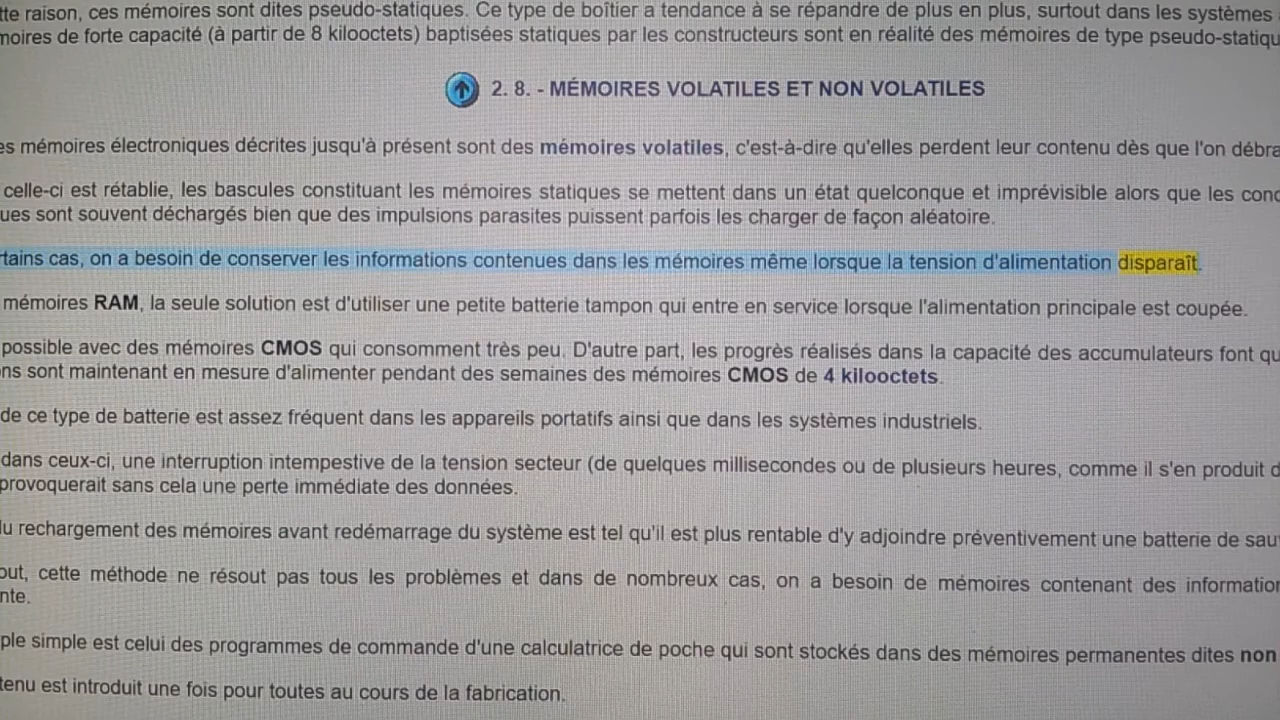 tte raison, ces mémoires sont dites pseudo-statiques. Ce type de boîtier a tendance à se répandre de plus en plus, surtout dans les systèmes
moires de forte capacité (à partir de 8 kilooctets) baptisées statiques par les constructeurs sont en réalité des mémoires de type pseudo-statiqu
2. 8. - MÉMOIRES VOLATILES ET NON VOLATILES
es mémoires électroniques décrites jusqu'à présent sont des mémoires volatiles, c'est-à-dire qu'elles perdent leur contenu dès que l'on débra
celle-ci est rétablie, les bascules constituant les mémoires statiques se mettent dans un état quelconque et imprévisible alors que les cond
ues sont souvent déchargés bien que des impulsions parasites puissent parfois les charger de façon aléatoire.
rtains cas, on a besoin de conserver les informations contenues dans les mémoires même lorsque la tension d'alimentation disparaît.
mémoires RAM, la seule solution est d'utiliser une petite batterie tampon qui entre en service lorsque l'alimentation principale est coupée.
possible avec des mémoires CMOS qui consomment très peu. D'autre part, les progrès réalisés dans la capacité des accumulateurs font qu
ns sont maintenant en mesure d'alimenter pendant des semaines des mémoires CMOS de 4 kilooctets.
de ce type de batterie est assez fréquent dans les appareils portatifs ainsi que dans les systèmes industriels.
dans ceux-ci, une interruption intempestive de la tension secteur (de quelques millisecondes ou de plusieurs heures, comme il s'en produit d
provoquerait sans cela une perte immédiate des données.
du rechargement des mémoires avant redémarrage du système est tel qu'il est plus rentable d'y adjoindre préventivement une batterie de sau
out, cette méthode ne résout pas tous les problèmes et dans de nombreux cas, on a besoin de mémoires contenant des information
nte.
ple simple est celui des programmes de commande d'une calculatrice de poche qui sont stockés dans des mémoires permanentes dites non
tenu est introduit une fois pour toutes au cours de la fabrication.